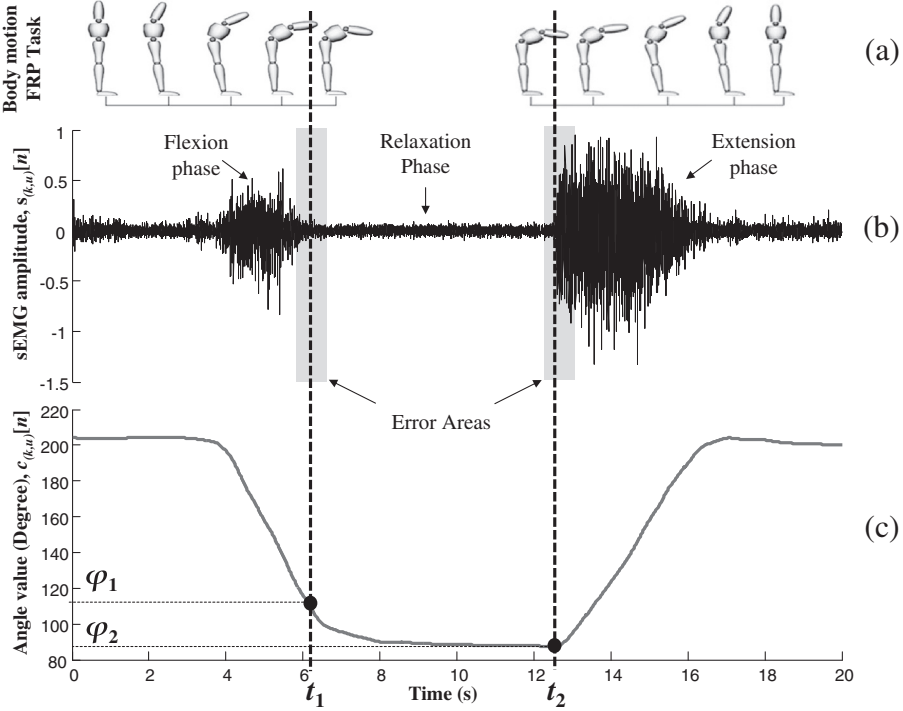 Body motion
FRP Task
(a)
1
0.5
0
-0.5
-1
-1.5
sEMG amplitude, s(k,u)[n]
Flexion
phase
Relaxation
Phase
Extension
phase
(b)
Error Areas
220
200
180
160
140
120
100
80
Angle value (Degree), c(k,u)[n]
φ1
φ2
(c)
0 2 4 6 8 10 12 14 16 18 20
t1 Time (s) t2